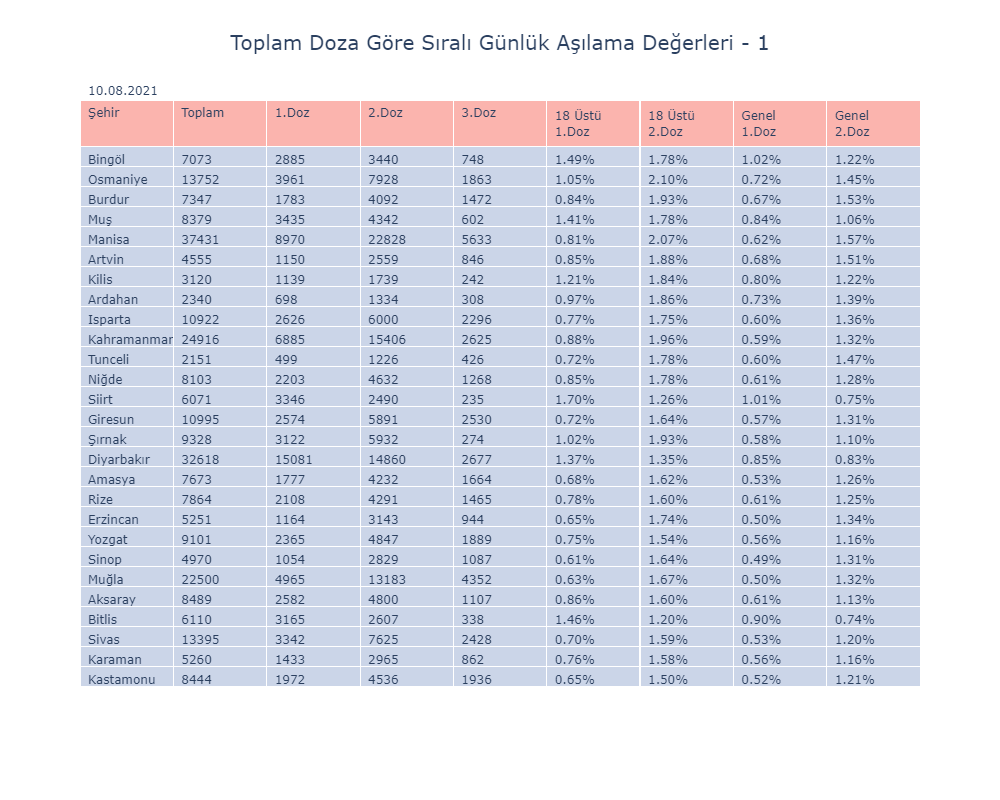 Toplam Doza Göre Sıralı Günlük Aşılama Değerleri - 1
10.08.2021
Şehir Toplam 1.Doz 2.Doz 3.Doz 18 Üstü 1.Doz 18 Üstü 2.Doz Genel 1.Doz Genel 2.Doz
Bingöl 7073 2885 3440 748 1.49% 1.78% 1.02% 1.22%
Osmaniye 13752 3961 7928 1863 1.05% 2.10% 0.72% 1.45%
Burdur 7347 1783 4092 1472 0.84% 1.93% 0.67% 1.53%
Muş 8379 3435 4342 602 1.41% 1.78% 0.84% 1.06%
Manisa 37431 8970 22828 5633 0.81% 2.07% 0.62% 1.57%
Artvin 4555 1150 2559 846 0.85% 1.88% 0.68% 1.51%
Kilis 3120 1139 1739 242 1.21% 1.84% 0.80% 1.22%
Ardahan 2340 698 1334 308 0.97% 1.86% 0.73% 1.39%
Isparta 10922 2626 6000 2296 0.77% 1.75% 0.60% 1.36%
Kahramanmar 24916 6885 15406 2625 0.88% 1.96% 0.59% 1.32%
Tunceli 2151 499 1226 426 0.72% 1.78% 0.60% 1.47%
Niğde 8103 2203 4632 1268 0.85% 1.78% 0.61% 1.28%
Siirt 6071 3346 2490 235 1.70% 1.26% 1.01% 0.75%
Giresun 10995 2574 5891 2530 0.72% 1.64% 0.57% 1.31%
Şırnak 9328 3122 5932 274 1.02% 1.93% 0.58% 1.10%
Diyarbakır 32618 15081 14860 2677 1.37% 1.35% 0.85% 0.83%
Amasya 7673 1777 4232 1664 0.68% 1.62% 0.53% 1.26%
Rize 7864 2108 4291 1465 0.78% 1.60% 0.61% 1.25%
Erzincan 5251 1164 3143 944 0.65% 1.74% 0.50% 1.34%
Yozgat 9101 2365 4847 1889 0.75% 1.54% 0.56% 1.16%
Sinop 4970 1054 2829 1087 0.61% 1.64% 0.49% 1.31%
Muğla 22500 4965 13183 4352 0.63% 1.67% 0.50% 1.32%
Aksaray 8489 2582 4800 1107 0.86% 1.60% 0.61% 1.13%
Bitlis 6110 3165 2607 338 1.46% 1.20% 0.90% 0.74%
Sivas 13395 3342 7625 2428 0.70% 1.59% 0.53% 1.20%
Karaman 5260 1433 2965 862 0.76% 1.58% 0.56% 1.16%
Kastamonu 8444 1972 4536 1936 0.65% 1.50% 0.52% 1.21%